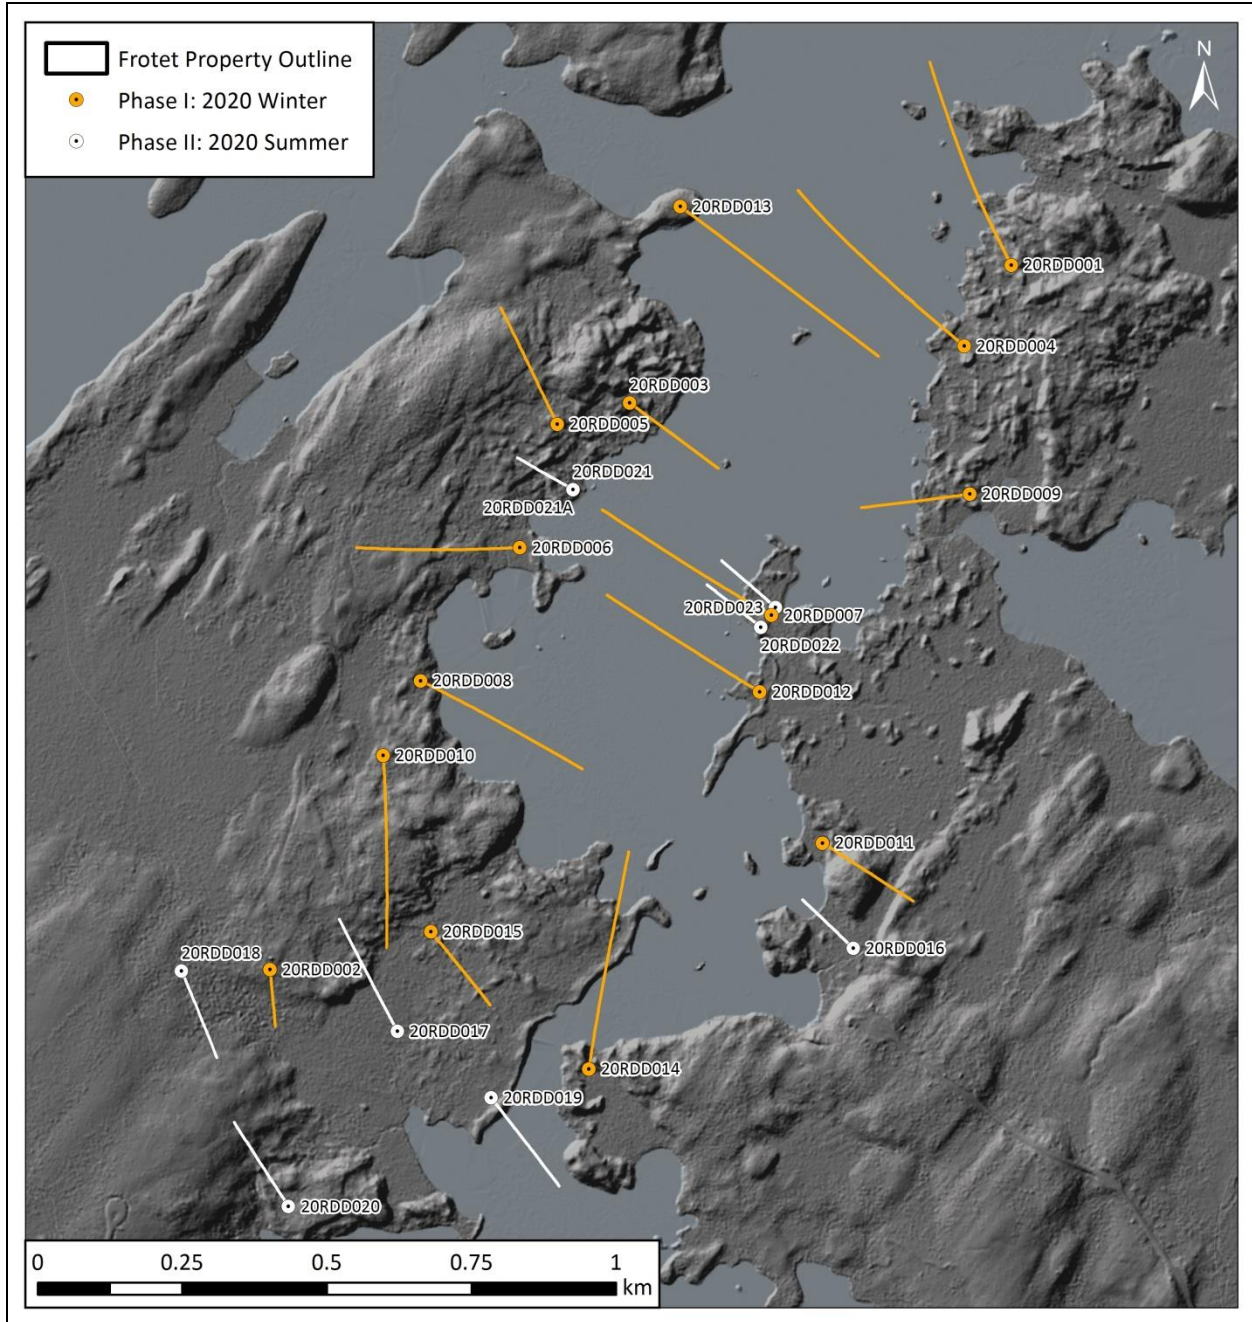 Frotet Property Outline
Phase I: 2020 Winter
Phase II: 2020 Summer
N
20RDD013
20RDD001
20RDD004
20RDD003
20RDD005
20RDD021
20RDD021A
20RDD009
20RDD006
20RDD023
20RDD007
20RDD022
20RDD008
20RDD012
20RDD010
20RDD011
20RDD015
20RDD016
20RDD018
20RDD002
20RDD017
20RDD014
20RDD019
20RDD020
0 0.25 0.5 0.75 1
km